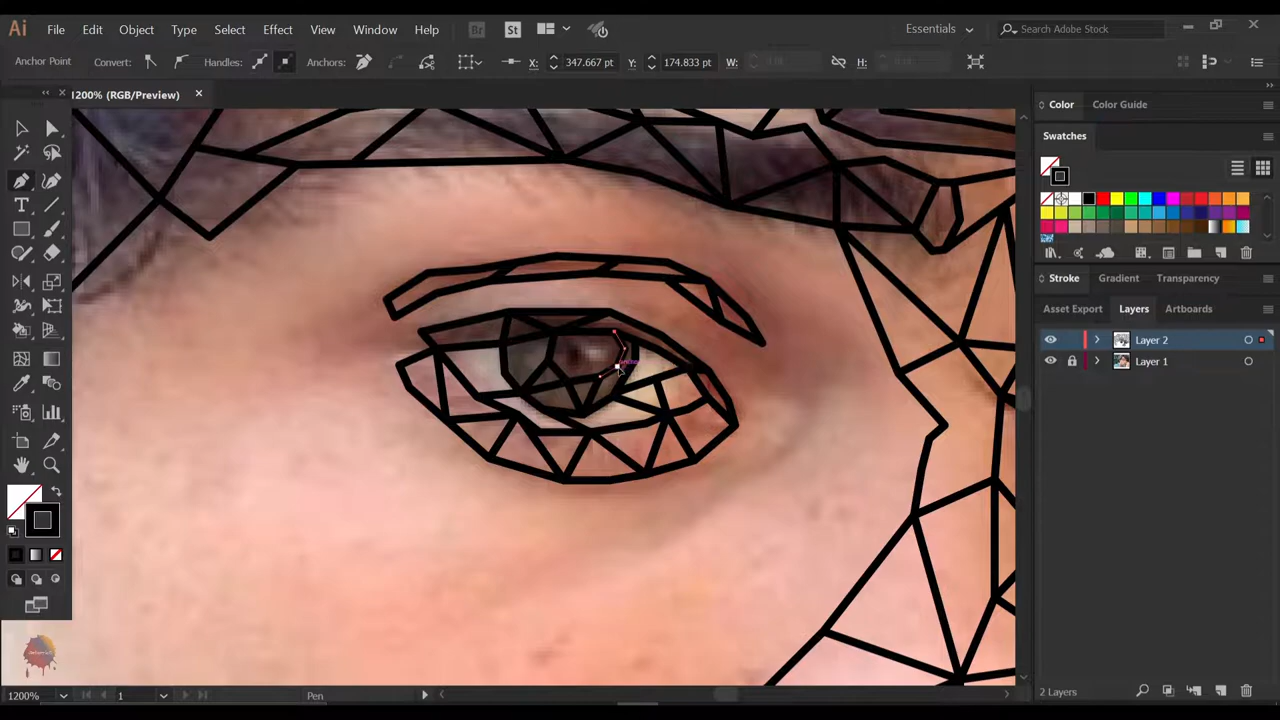 Ai File Edit Object Type Select Effect View Window Help Br St Essentials Search Adobe Stock
Anchor Point Convert: Handles: Anchors: X: 347.667 pt Y: 174.833 pt W: H:
1200% (RGB/Preview)
Color Color Guide
Swatches
Stroke Gradient Transparency
Asset Export Layers Artboards
Layer 2
Layer 1
1200% 1 Pen 2 Layers